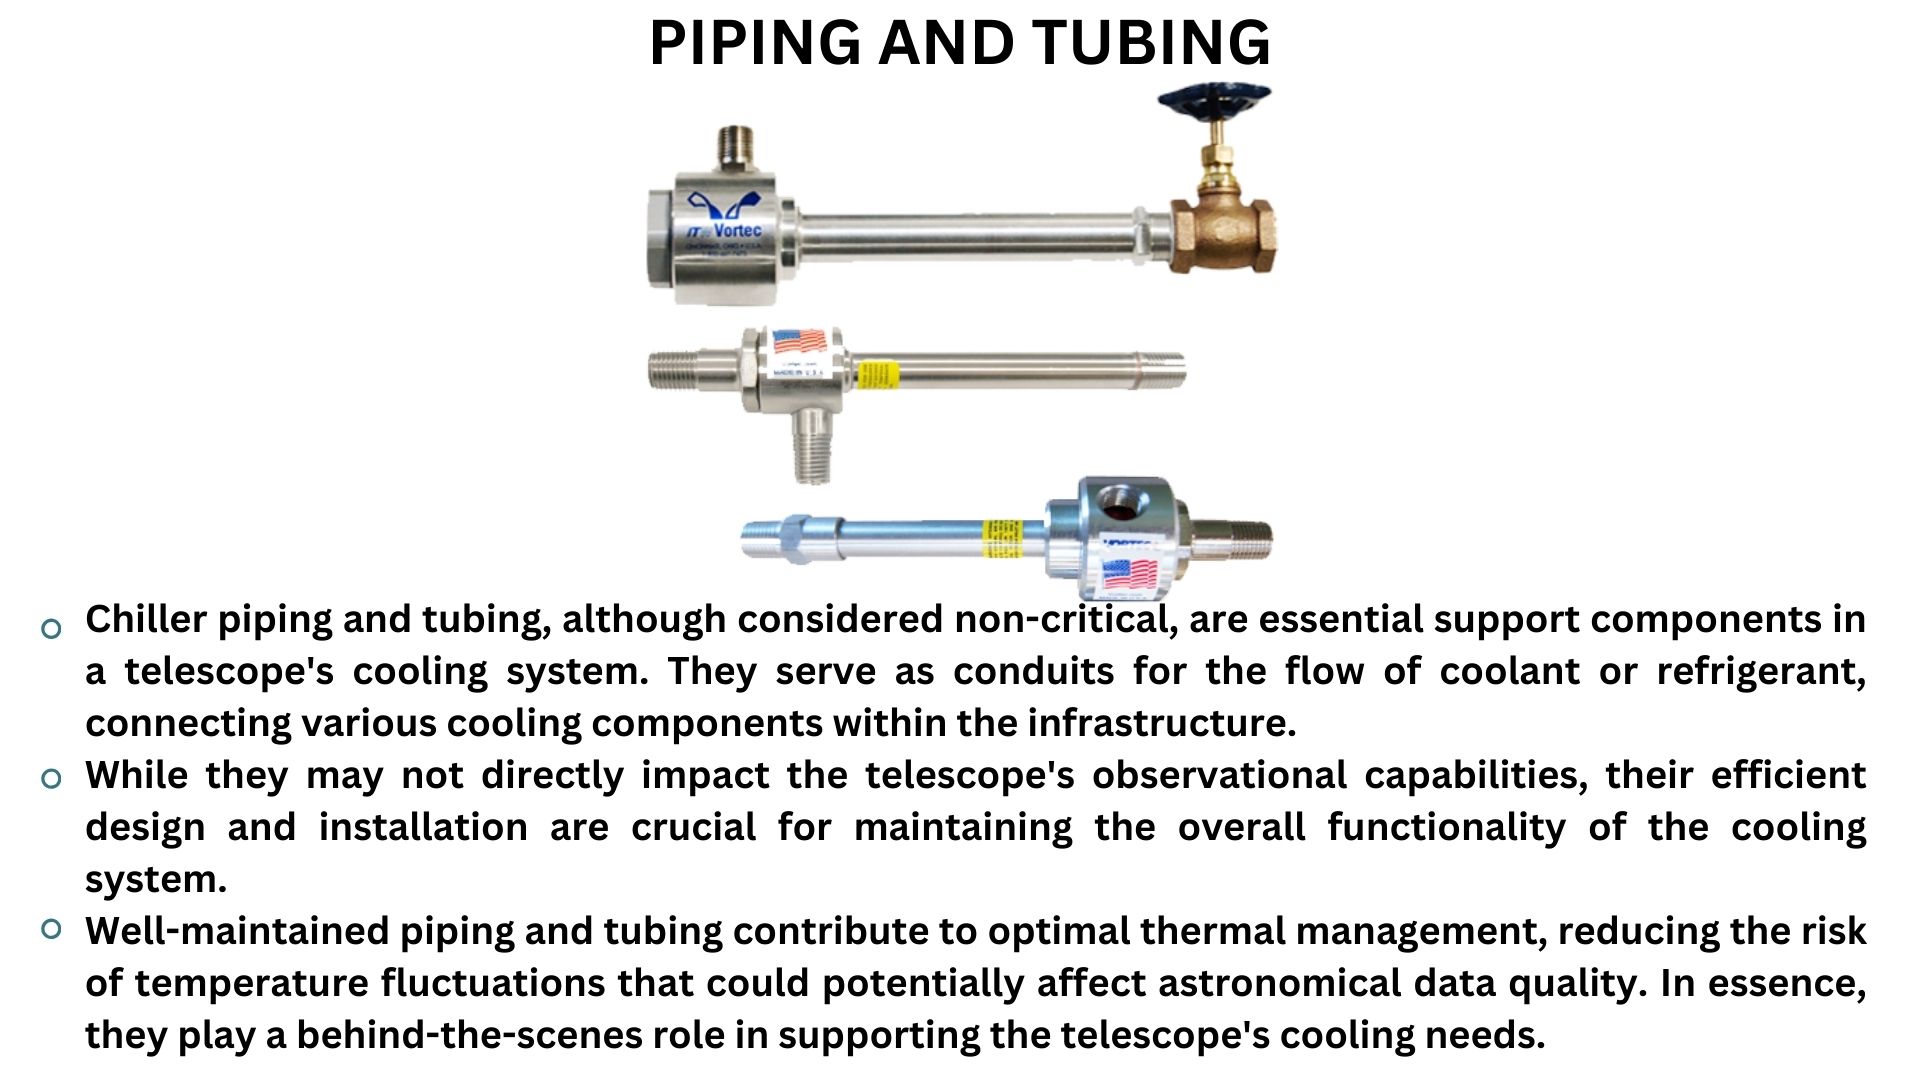 PIPING AND TUBING
ITW Vortec
CINCINNATI, OHIO U.S.A.
MADE IN U.S.A.
VORTEC
Chiller piping and tubing, although considered non-critical, are essential support components in
a telescope's cooling system. They serve as conduits for the flow of coolant or refrigerant,
connecting various cooling components within the infrastructure.
While they may not directly impact the telescope's observational capabilities, their efficient
design and installation are crucial for maintaining the overall functionality of the cooling
system.
Well-maintained piping and tubing contribute to optimal thermal management, reducing the risk
of temperature fluctuations that could potentially affect astronomical data quality. In essence,
they play a behind-the-scenes role in supporting the telescope's cooling needs.